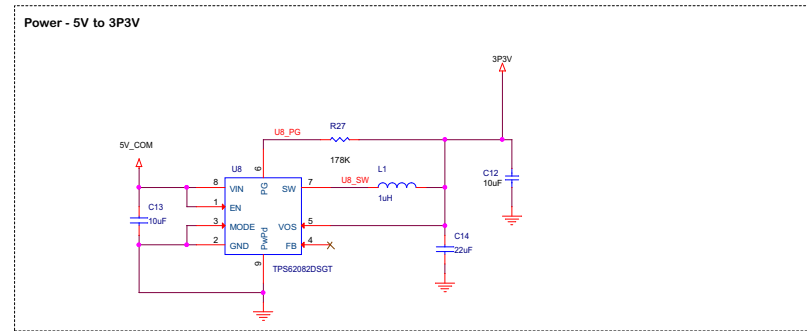 Power - 5V to 3P3V
3P3V
U8_PG
R27
178K
5V_COM
U8
6
L1
C12
10uF
8
VIN
PG
SW
7
U8_SW
1uH
1
EN
C13
10uF
3
MODE
VOS
5
2
GND
PwPd
FB
4
C14
22uF
9
TPS62082DSGT